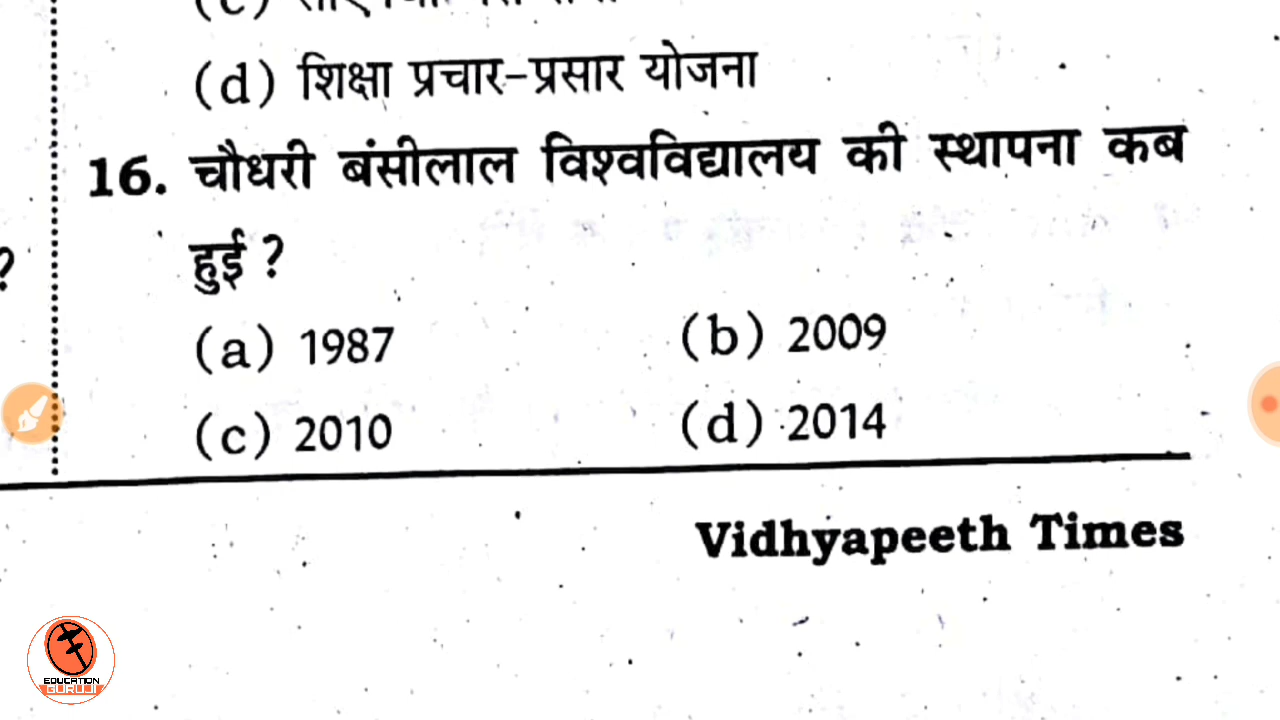 (d) शिक्षा प्रचार-प्रसार योजना
16. चौधरी बंसीलाल विश्वविद्यालय की स्थापना कब
हुई ?
?
(a) 1987 (b) 2009
(c) 2010 (d) 2014
Vidhyapeeth Times
EDUCATION
GURUJI